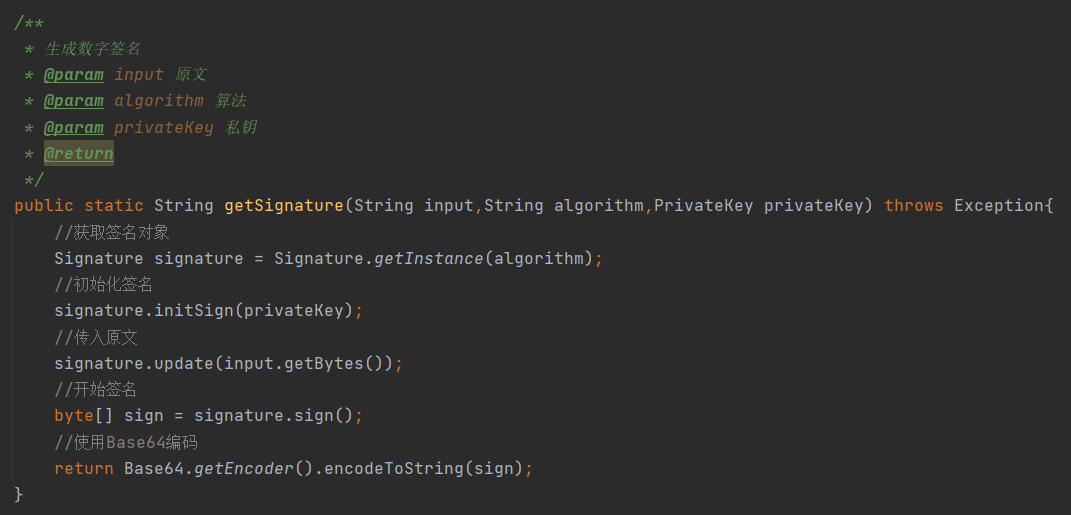 /**
 * 生成数字签名
 * @param input 原文
 * @param algorithm 算法
 * @param privateKey 私钥
 * @return
 */
public static String getSignature(String input,String algorithm,PrivateKey privateKey) throws Exception{
    //获取签名对象
    Signature signature = Signature.getInstance(algorithm);
    //初始化签名
    signature.initSign(privateKey);
    //传入原文
    signature.update(input.getBytes());
    //开始签名
    byte[] sign = signature.sign();
    //使用Base64编码
    return Base64.getEncoder().encodeToString(sign);
}